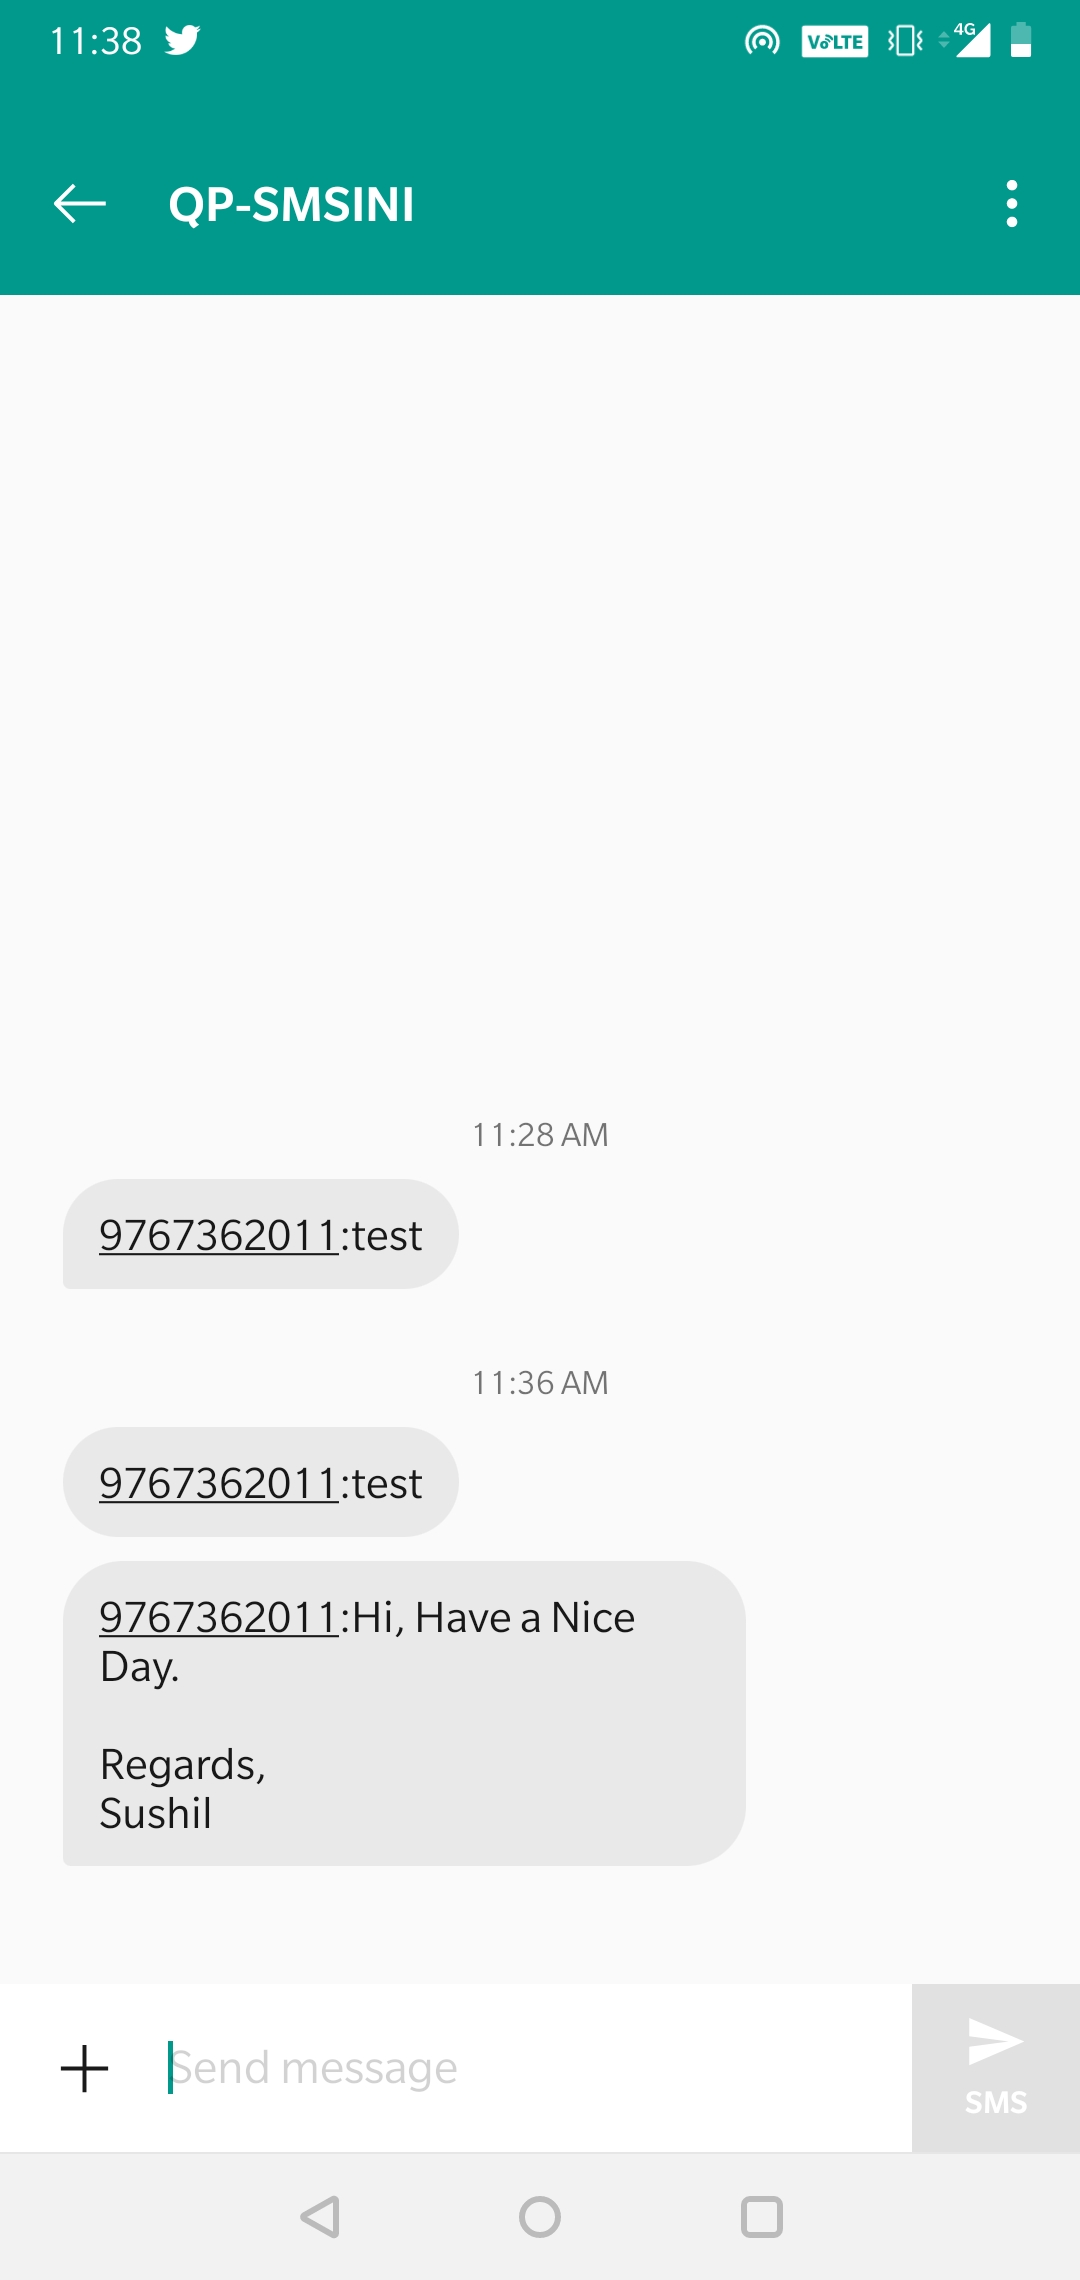 11:38
VoLTE
4G
QP-SMSINI
11:28 AM
9767362011:test
11:36 AM
9767362011:test
9767362011:Hi, Have a Nice
Day.
Regards,
Sushil
Send message
SMS